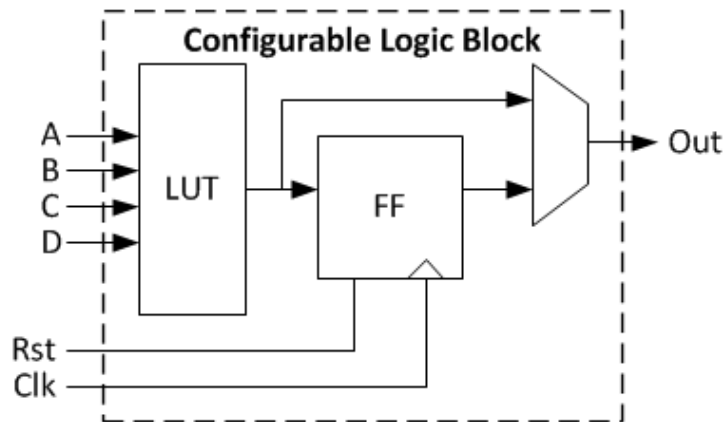 Configurable Logic Block
A
B
C
D
LUT
FF
Out
Rst
Clk